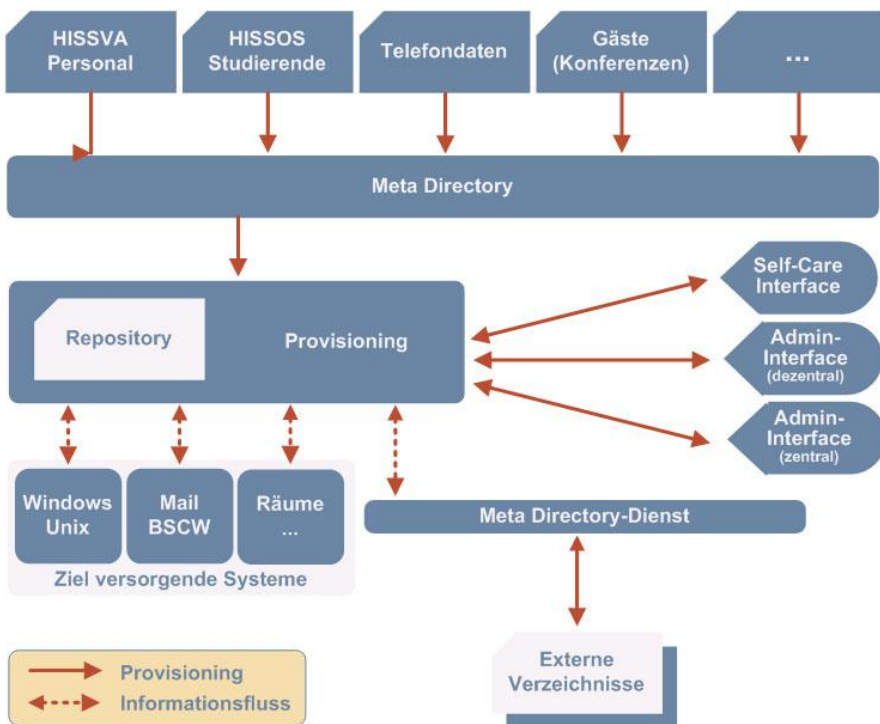 HISSVA
Personal
HISSOS
Studierende
Telefondaten
Gäste
(Konferenzen)
...
Meta Directory
Repository
Provisioning
Self-Care
Interface
Admin-
Interface
(dezentral)
Admin-
Interface
(zentral)
Windows
Unix
Mail
BSCW
Räume
...
Ziel versorgende Systeme
Meta Directory-Dienst
Externe
Verzeichnisse
Provisioning
Informationsfluss